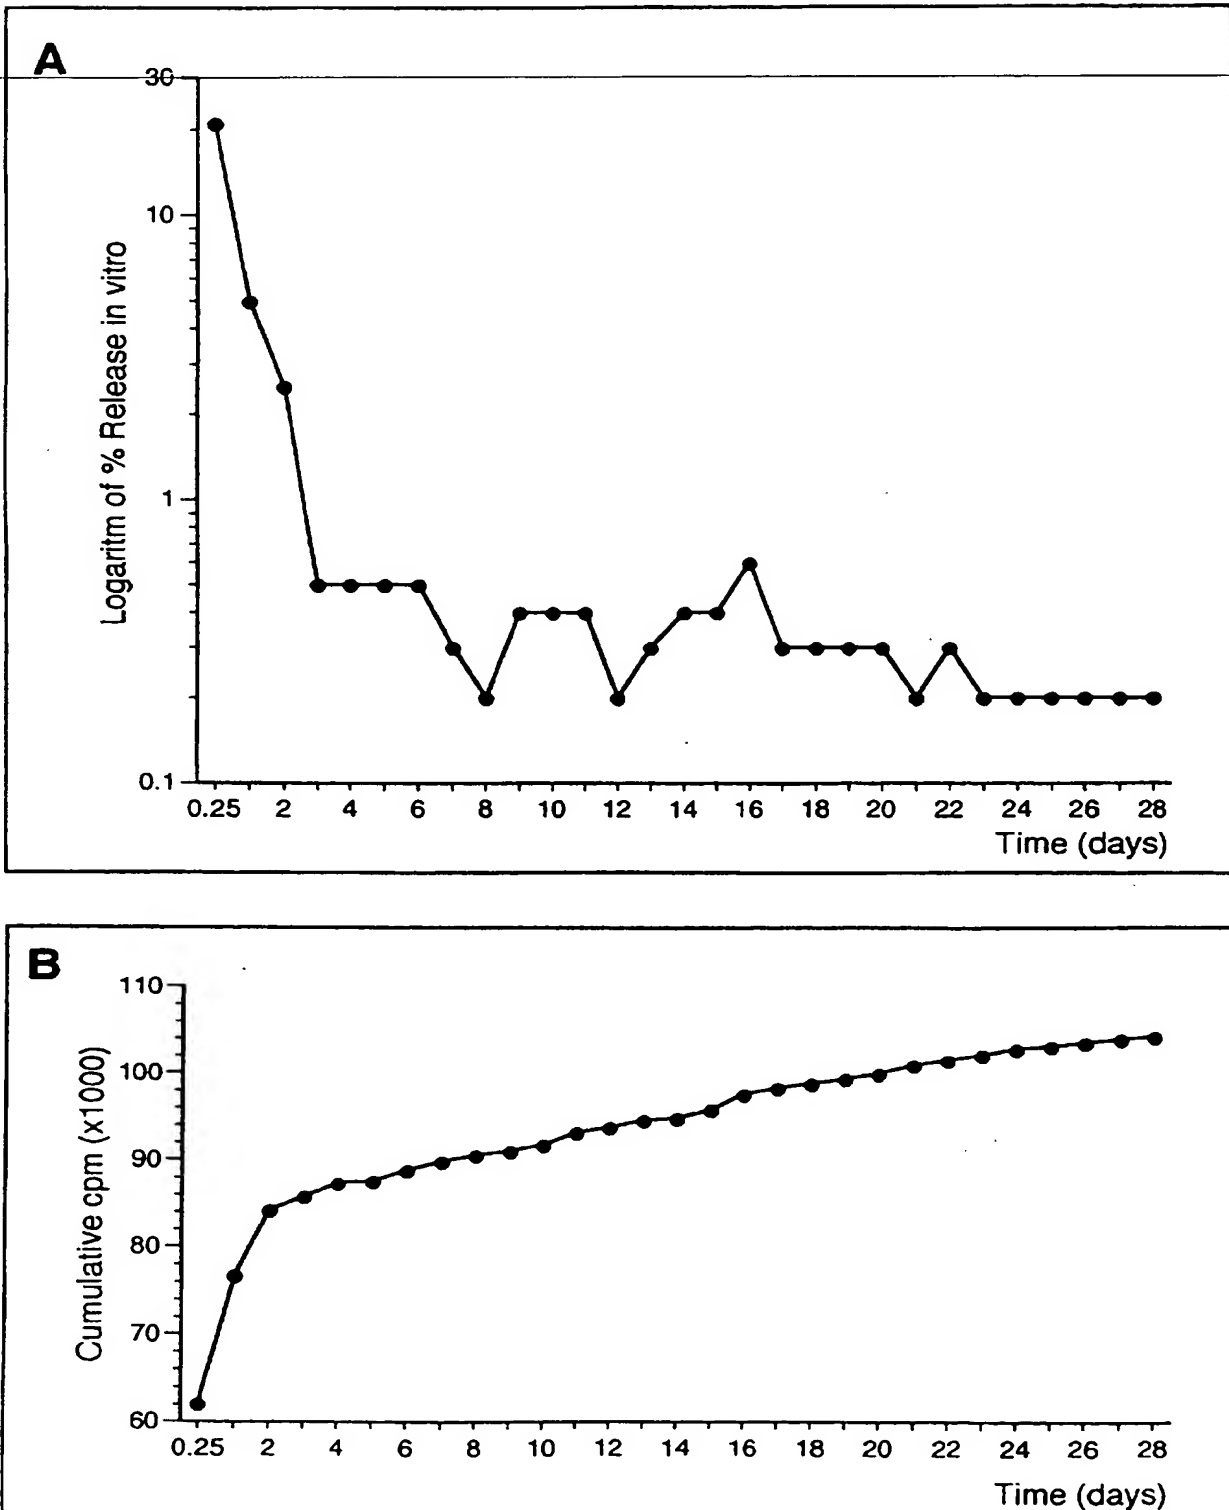 A
30
10
1
0.1
Logaritm of % Release in vitro
0.25 2 4 6 8 10 12 14 16 18 20 22 24 26 28
Time (days)
B
110
100
90
80
70
60
Cumulative cpm (x1000)
0.25 2 4 6 8 10 12 14 16 18 20 22 24 26 28
Time (days)